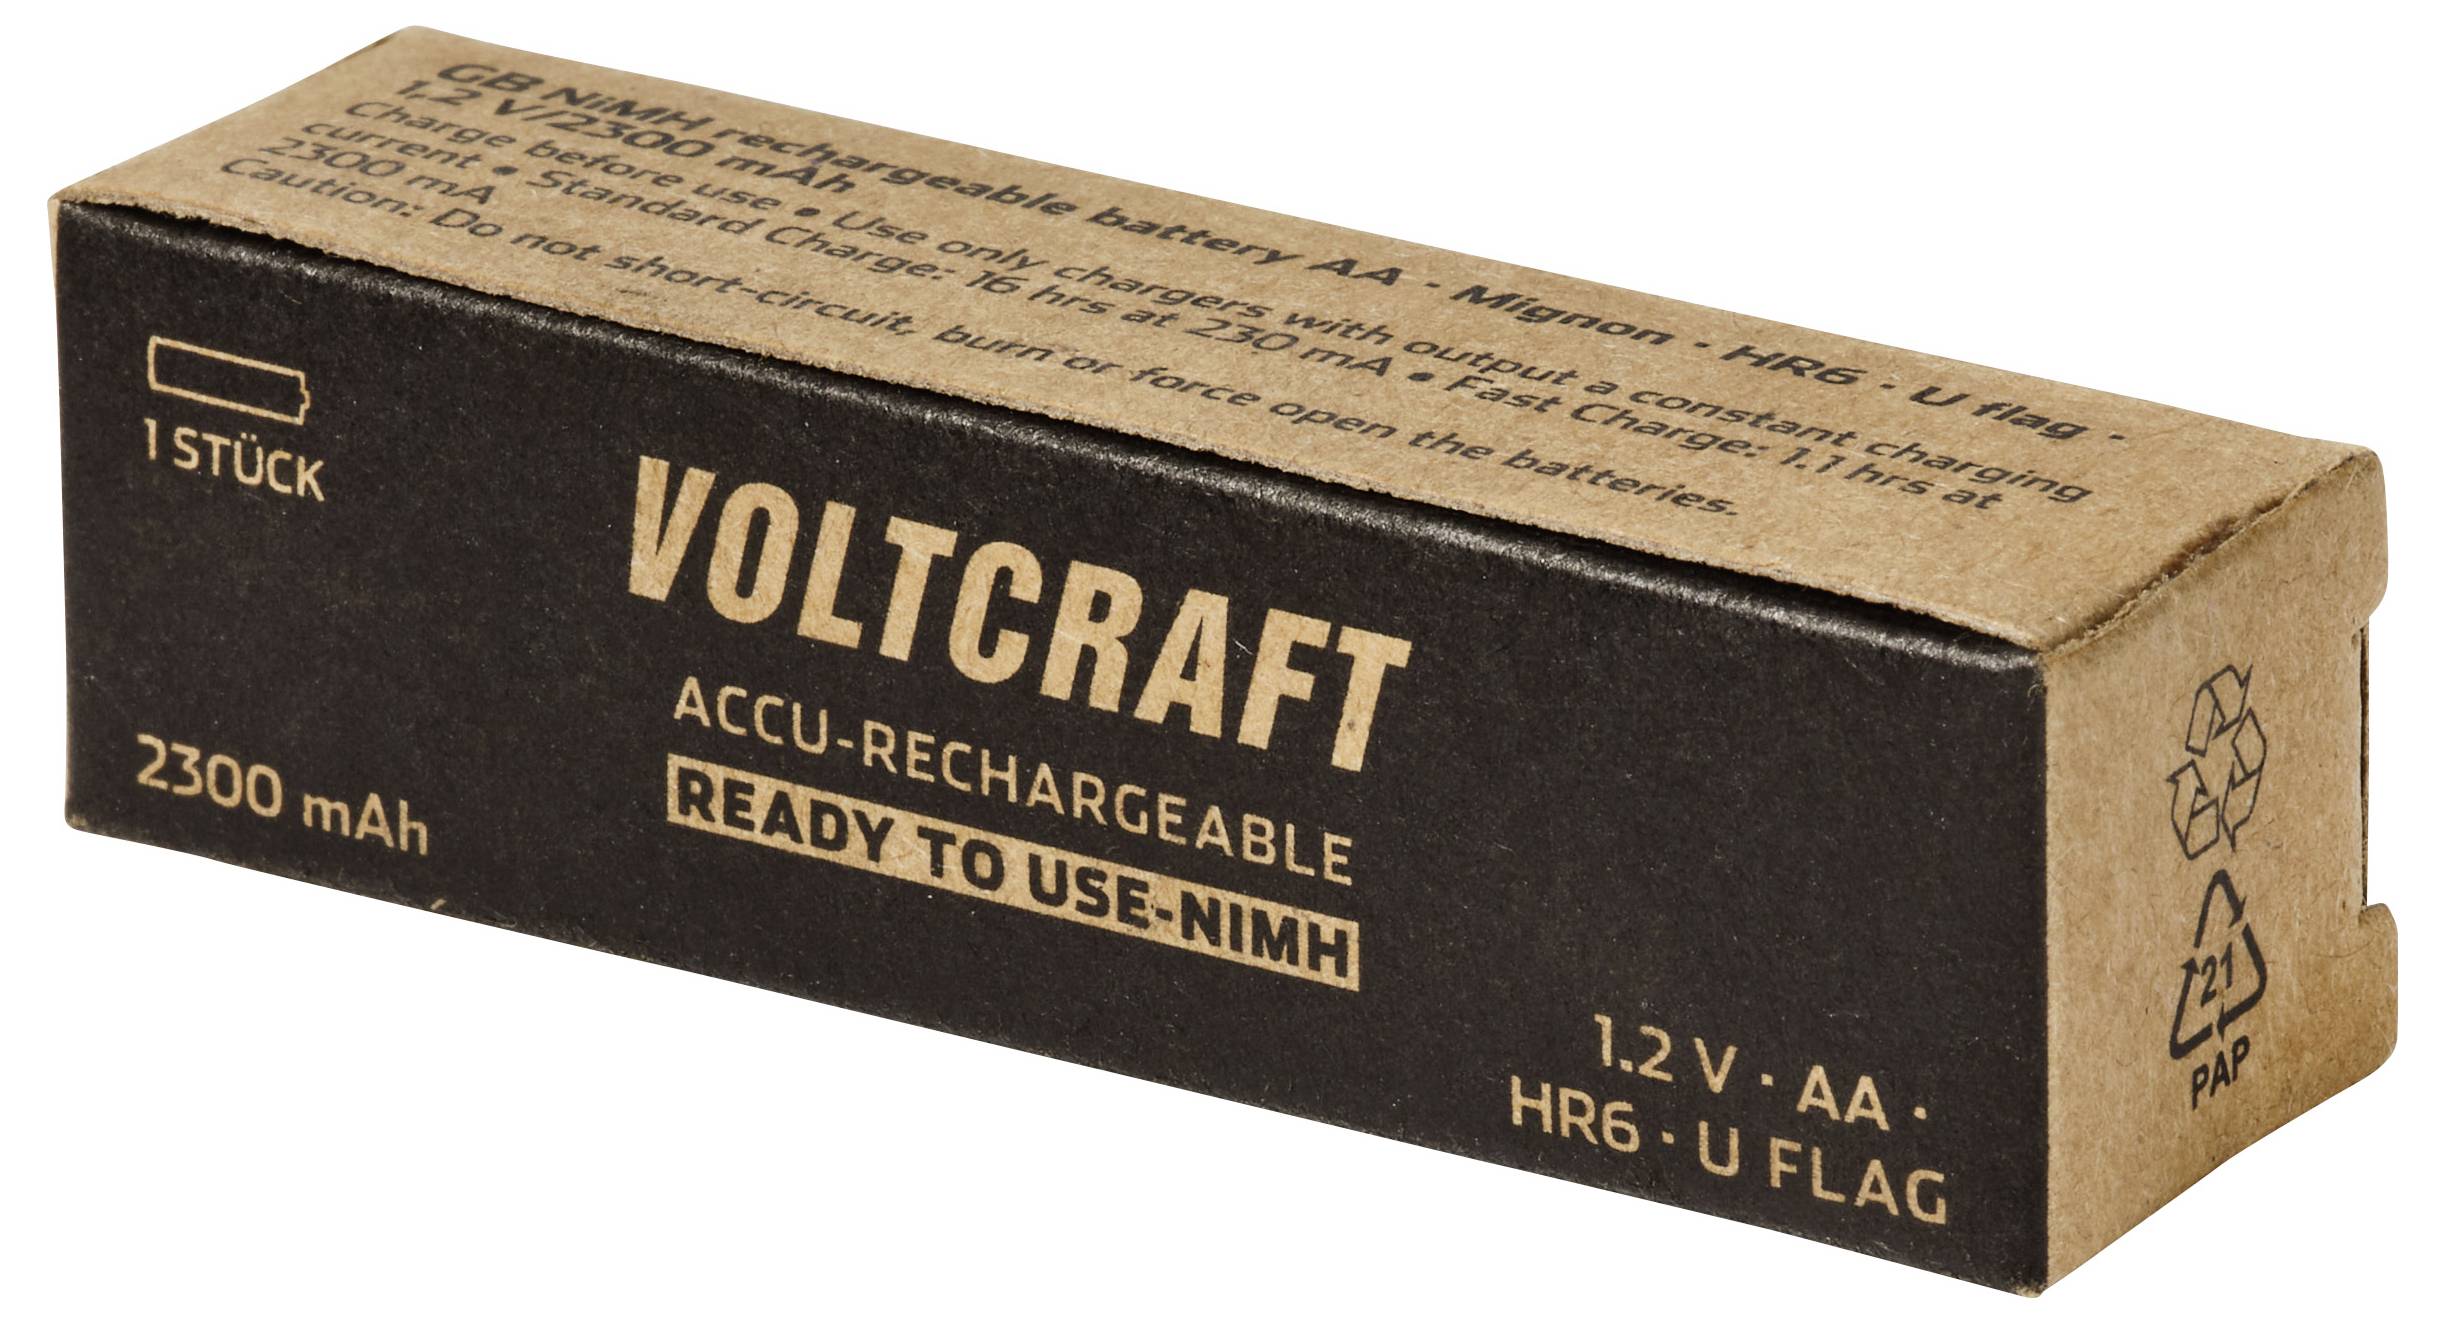 GB NiMH rechargeable battery AA · Mignon · HR6 · U flag ·
1,2 V/2300 mAh
Charge before use • Use only chargers with output a constant charging
current • Standard Charge: 16 hrs at 230 mA • Fast Charge: 1.1 hrs at
2300 mA
Caution: Do not short-circuit, burn or force open the batteries.
1 STÜCK
VOLTCRAFT
ACCU-RECHARGEABLE
READY TO USE-NIMH
2300 mAh
1.2 V · AA ·
HR6 · U FLAG
21
PAP